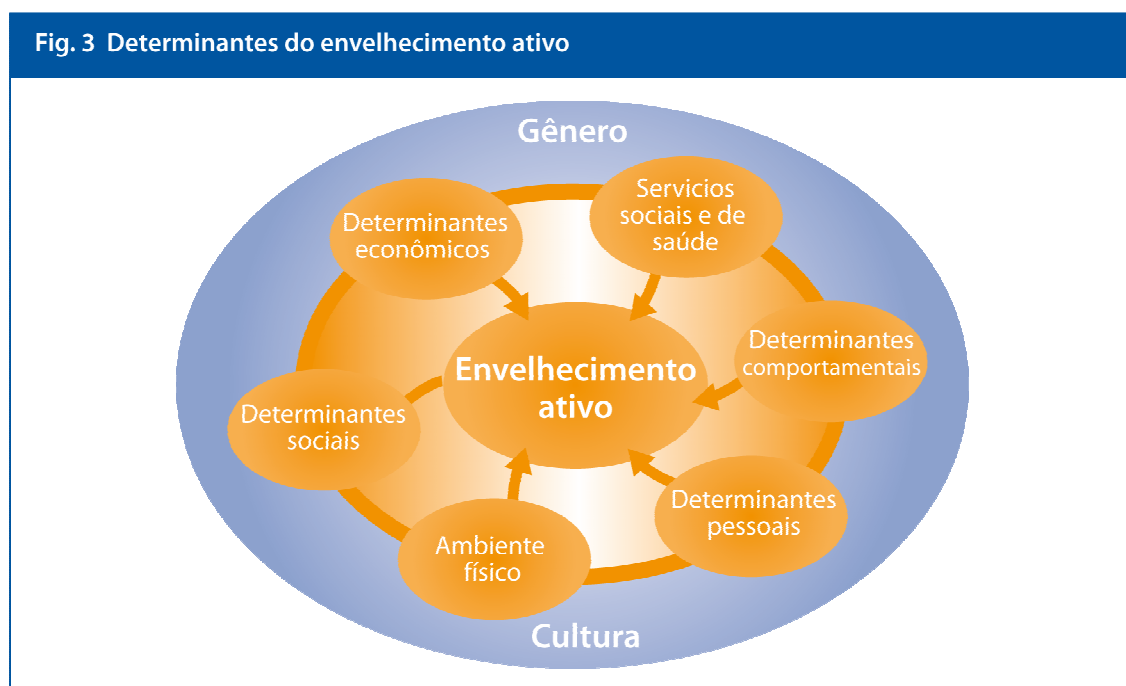 Fig. 3 Determinantes do envelhecimento ativo
Gênero
Servicios
sociais e de
saúde
Determinantes
econômicos
Determinantes
comportamentais
Envelhecimento
ativo
Determinantes
sociais
Determinantes
pessoais
Ambiente
físico
Cultura